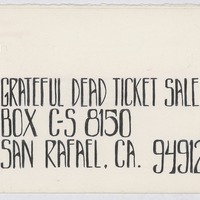 GRATEFUL DEAD TICKET SALE
BOX C-S 8150
SAN RAFAEL, CA. 94912